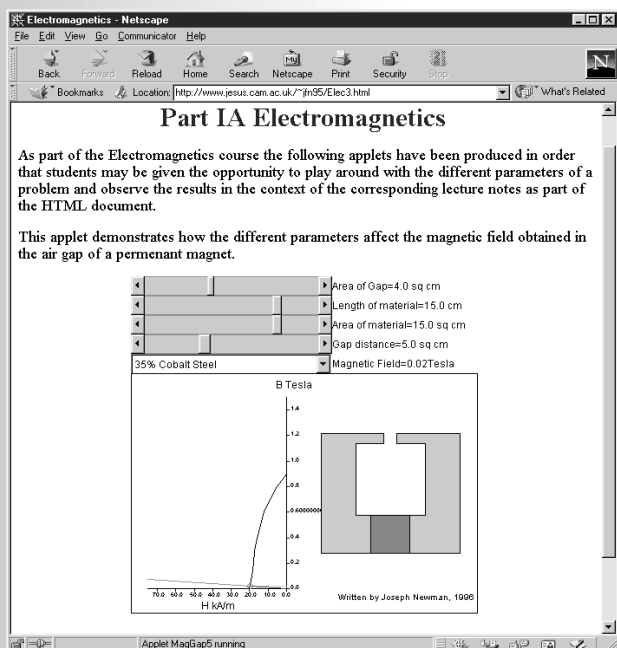 Electromagnetics - Netscape
File Edit View Go Communicator Help
Back Forward Reload Home Search Netscape Print Security Stop
My
N
Bookmarks Location: http://www.jesus.cam.ac.uk/~jfn95/Elec3.html What's Related
Part IA Electromagnetics
As part of the Electromagnetics course the following applets have been produced in order
that students may be given the opportunity to play around with the different parameters of a
problem and observe the results in the context of the corresponding lecture notes as part of
the HTML document.
This applet demonstrates how the different parameters affect the magnetic field obtained in
the air gap of a permenant magnet.
Area of Gap=4.0 sq cm
Length of material=15.0 cm
Area of material=15.0 sq cm
Gap distance=5.0 sq cm
35% Cobalt Steel Magnetic Field=0.02Tesla
B Tesla
1.4
1.2
1.0
0.8
0.6000000
0.4
0.2
0.0
70.0 60.0 50.0 40.0 30.0 20.0 10.0 0.0
H kA/m
Written by Joseph Newman, 1996
Applet MagGap5 running